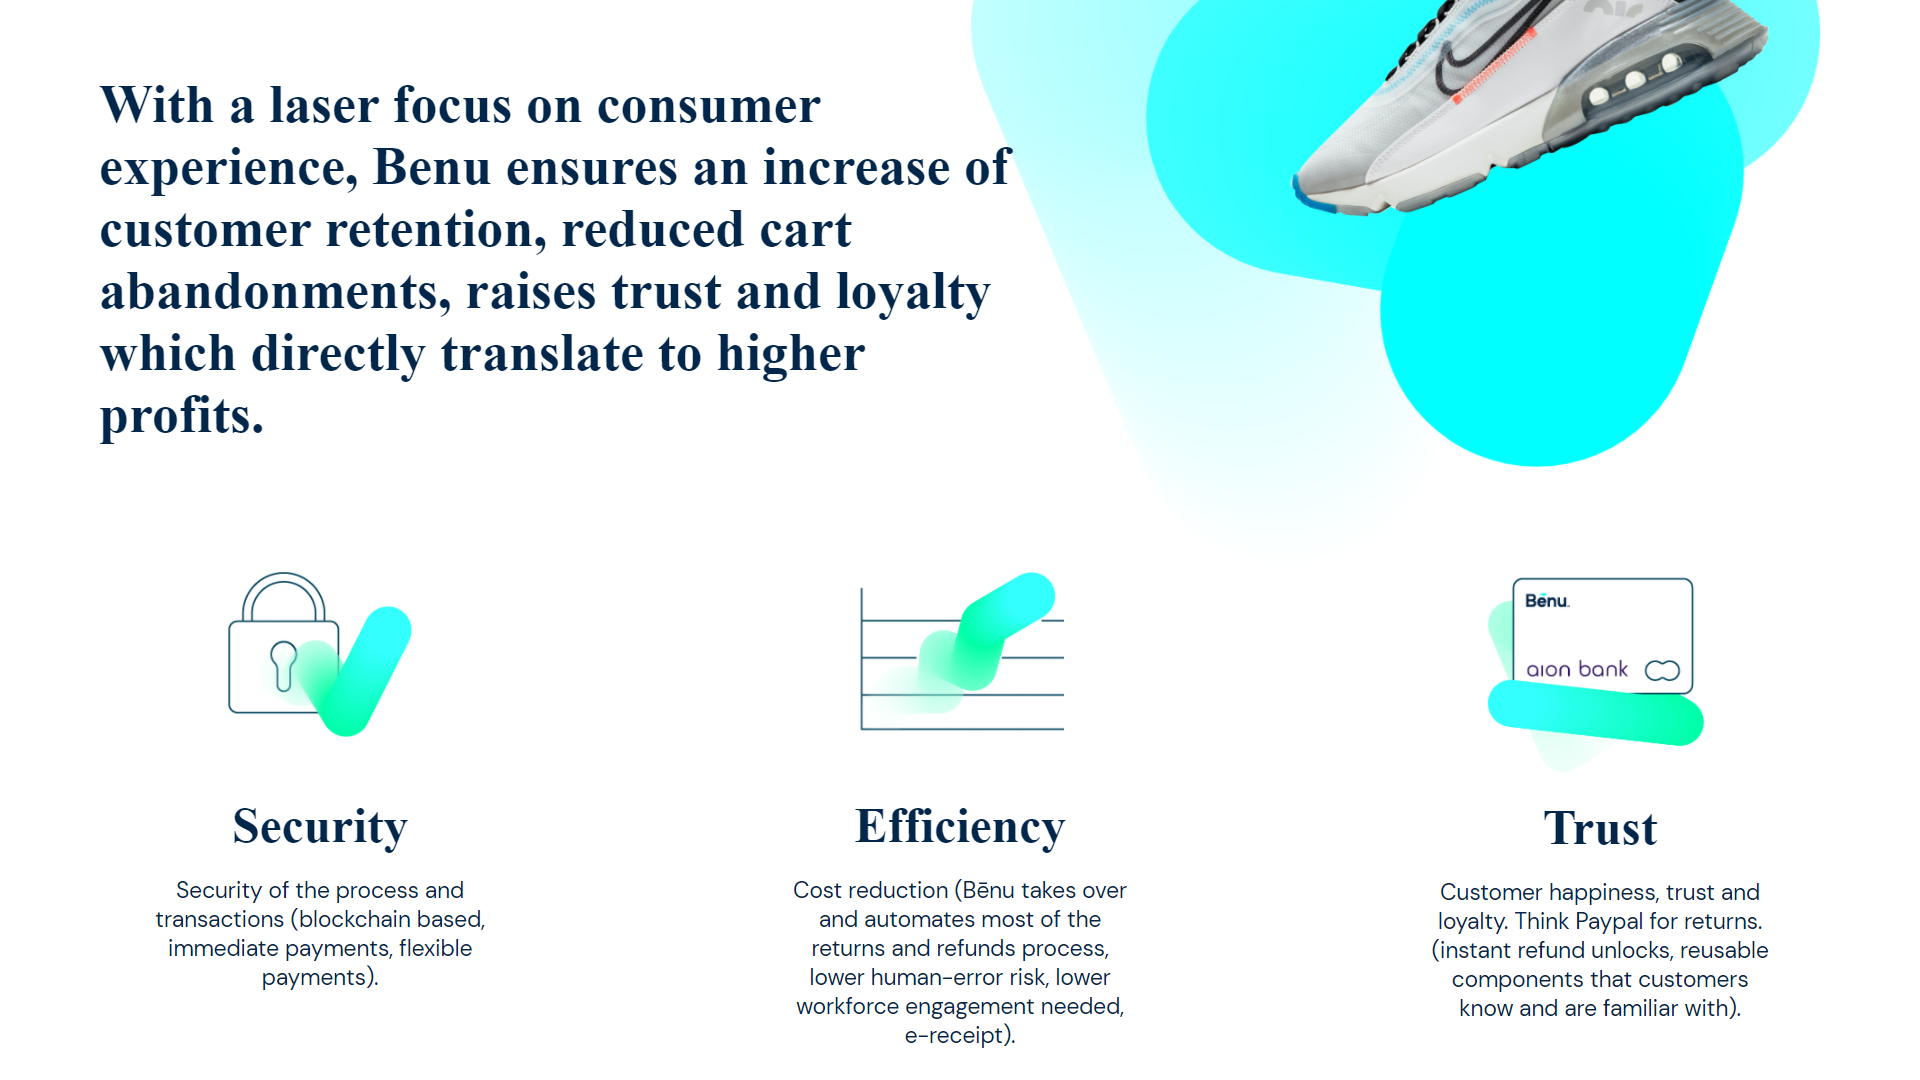 With a laser focus on consumer
experience, Benu ensures an increase of
customer retention, reduced cart
abandonments, raises trust and loyalty
which directly translate to higher
profits.
Bēnu.
aion bank
Security
Security of the process and
transactions (blockchain based,
immediate payments, flexible
payments).
Efficiency
Cost reduction (Bēnu takes over
and automates most of the
returns and refunds process,
lower human-error risk, lower
workforce engagement needed,
e-receipt).
Trust
Customer happiness, trust and
loyalty. Think Paypal for returns.
(instant refund unlocks, reusable
components that customers
know and are familiar with).